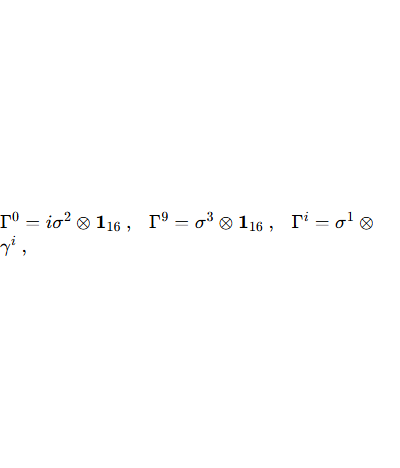 Γ⁰ = iσ² ⊗ 𝟏₁₆ , Γ⁹ = σ³ ⊗ 𝟏₁₆ , Γⁱ = σ¹ ⊗
γⁱ ,